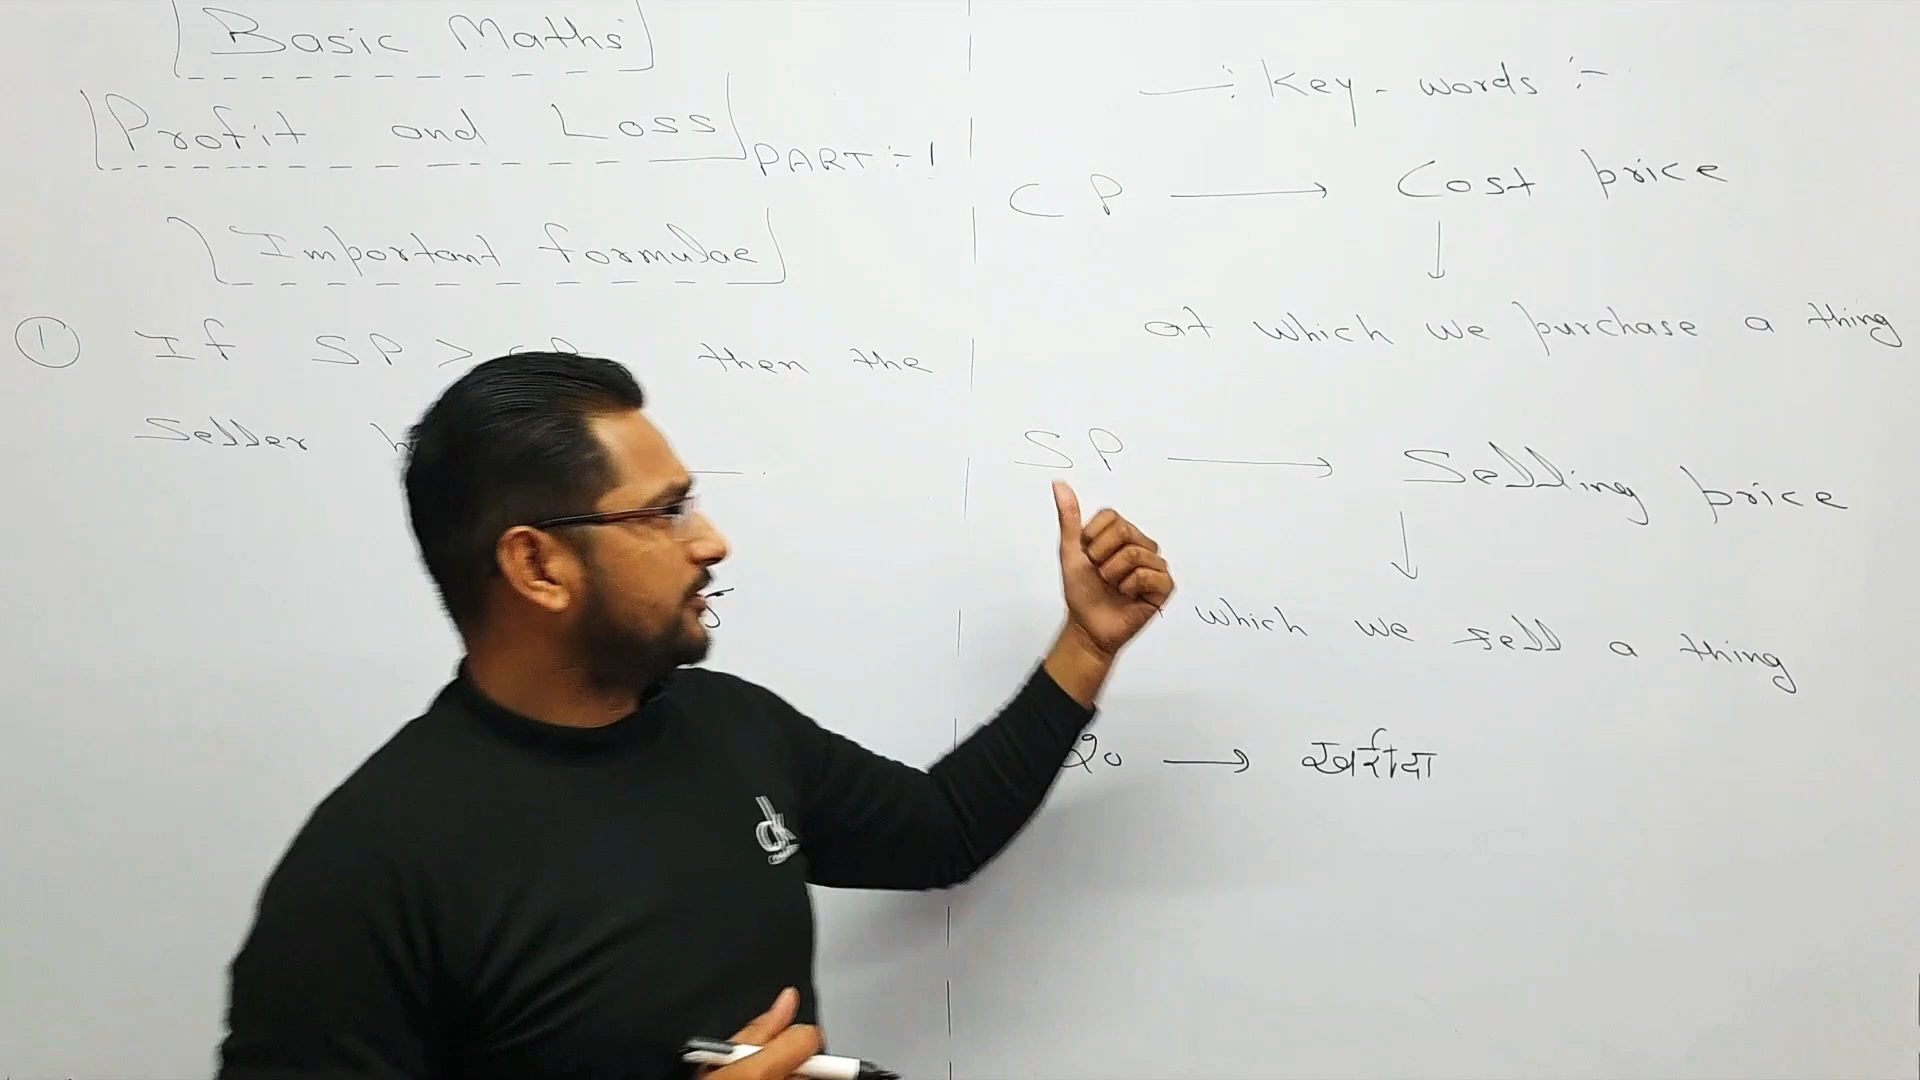 Basic Maths
Profit and Loss
PART :- 1
Important formulae
① If SP > CP then the
Seller
:- Key-words :-
CP → Cost price
↓
at which we purchase a thing
SP → Selling price
↓
which we sell a thing
→ खरीदा